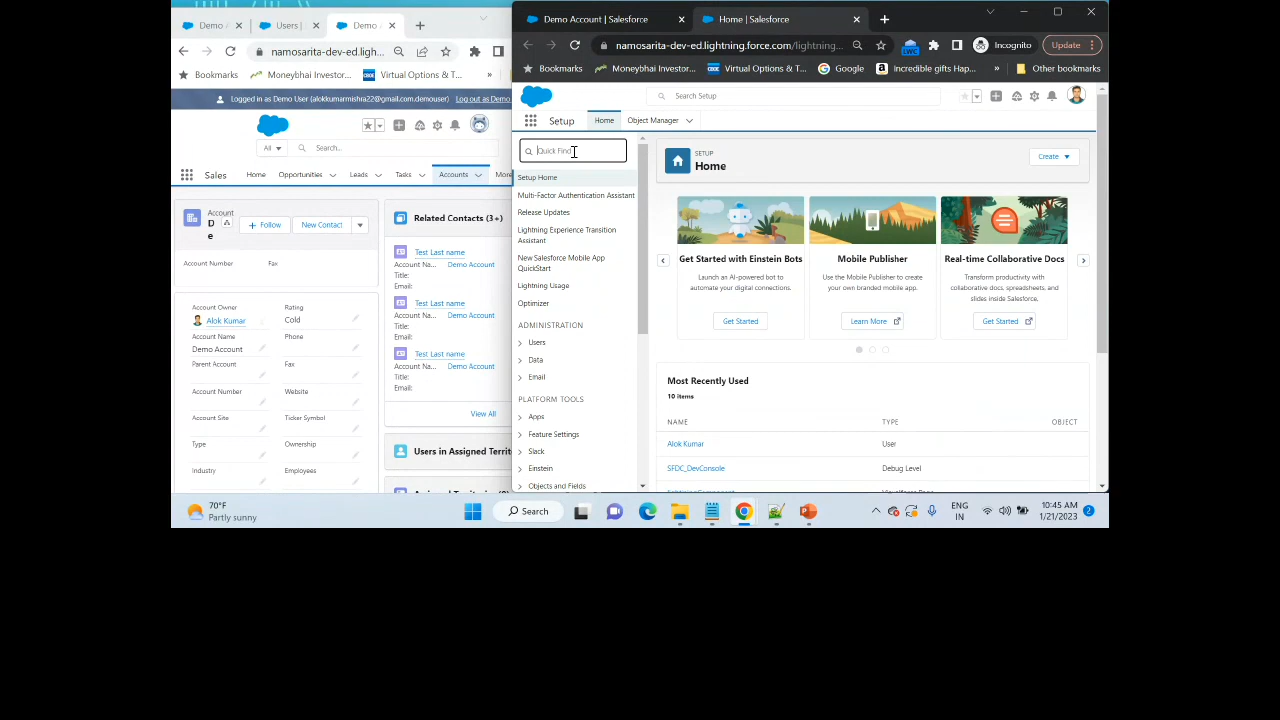 Demo A
Users |
Demo A
namosarita-dev-ed.ligh...
Bookmarks
Moneybhai Investor...
Virtual Options & T...
»
Logged in as Demo User (alokkumarmishra22@gmail.com.demouser)
Log out as Demo
All
Search...
Sales
Home
Opportunities
Leads
Tasks
Accounts
More
Account
D
e
+ Follow
New Contact
Account Number
Fax
Account Owner
Alok Kumar
Rating
Cold
Account Name
Demo Account
Phone
Parent Account
Fax
Account Number
Website
Account Site
Ticker Symbol
Type
Ownership
Industry
Employees
Related Contacts (3+)
Test Last name
Account Na... Demo Account
Title:
Email:
Test Last name
Account Na... Demo Account
Title:
Email:
Test Last name
Account Na... Demo Account
Title:
Email:
View All
Users in Assigned Territ
Demo Account | Salesforce
Home | Salesforce
namosarita-dev-ed.lightning.force.com/lightning...
Incognito
Update
Bookmarks
Moneybhai Investor...
Virtual Options & T...
Google
Incredible gifts Hap...
»
Other bookmarks
Search Setup
Setup
Home
Object Manager
Quick Find
Setup Home
Multi-Factor Authentication Assistant
Release Updates
Lightning Experience Transition
Assistant
New Salesforce Mobile App
QuickStart
Lightning Usage
Optimizer
ADMINISTRATION
Users
Data
Email
PLATFORM TOOLS
Apps
Feature Settings
Slack
Einstein
Objects and Fields
SETUP
Home
Create
Get Started with Einstein Bots
Launch an AI-powered bot to
automate your digital connections.
Get Started
Mobile Publisher
Use the Mobile Publisher to create
your own branded mobile app.
Learn More
Real-time Collaborative Docs
Transform productivity with
collaborative docs, spreadsheets, and
slides inside Salesforce.
Get Started
Most Recently Used
10 items
NAME
TYPE
OBJECT
Alok Kumar
User
SFDC_DevConsole
Debug Level
70°F
Partly sunny
Search
ENG
IN
10:45 AM
1/21/2023
2